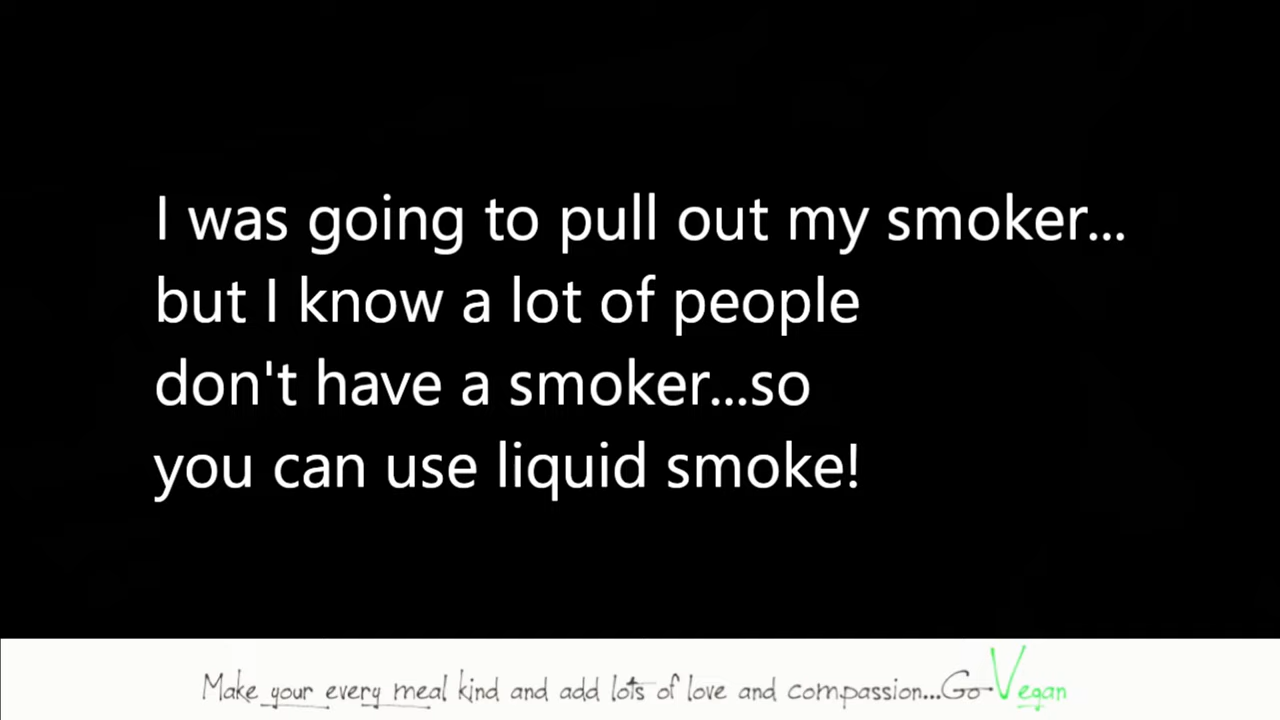 I was going to pull out my smoker...
but I know a lot of people
don't have a smoker...so
you can use liquid smoke!
Make your every meal kind and add lots of love and compassion...Go Vegan